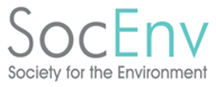 SocEnv
Society for the Environment